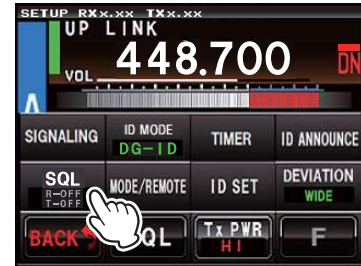 SETUP RXx.xx TXx.xx
UP LINK
VOL 448.700 DN
A
SIGNALING ID MODE TIMER ID ANNOUNCE
DG-ID
SQL MODE/REMOTE ID SET DEVIATION
R-OFF WIDE
T-OFF
BACK QL Tx PWR F
HI